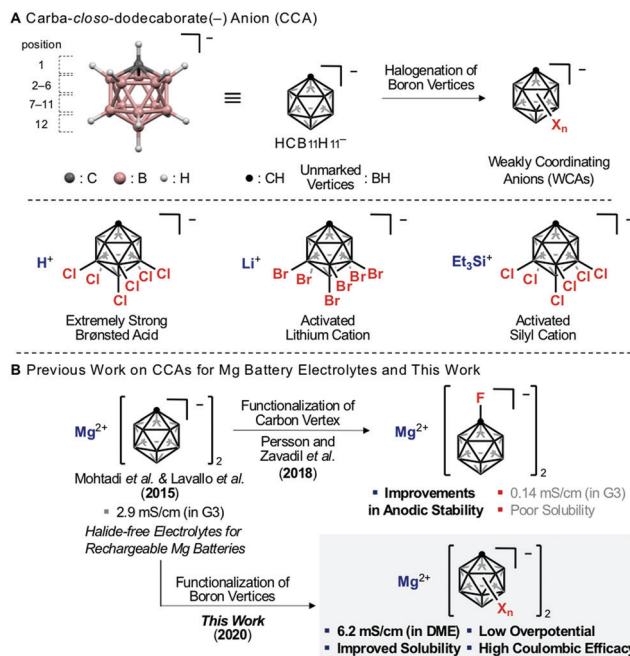 A Carba-closo-dodecaborate(–) Anion (CCA)
position
1
2–6
7–11
12
–
≡
–
HCB11H11–
Halogenation of
Boron Vertices
–
Xn
Weakly Coordinating
Anions (WCAs)
: C : B : H
: CH Unmarked
Vertices : BH
H+
–
Cl Cl Cl Cl Cl Cl
Extremely Strong
Brønsted Acid
Li+
–
Br Br Br Br Br Br
Activated
Lithium Cation
Et3Si+
–
Cl Cl Cl Cl Cl Cl
Activated
Silyl Cation
B Previous Work on CCAs for Mg Battery Electrolytes and This Work
Mg2+
–
2
Mohtadi et al. & Lavallo et al.
(2015)
▪ 2.9 mS/cm (in G3)
Halide-free Electrolytes for
Rechargeable Mg Batteries
Functionalization of
Carbon Vertex
Persson and
Zavadil et al.
(2018)
Mg2+
F
–
2
▪ Improvements
in Anodic Stability
▪ 0.14 mS/cm (in G3)
▪ Poor Solubility
Functionalization of
Boron Vertices
This Work
(2020)
Mg2+
–
Xn
2
▪ 6.2 mS/cm (in DME) ▪ Low Overpotential
▪ Improved Solubility ▪ High Coulombic Efficacy